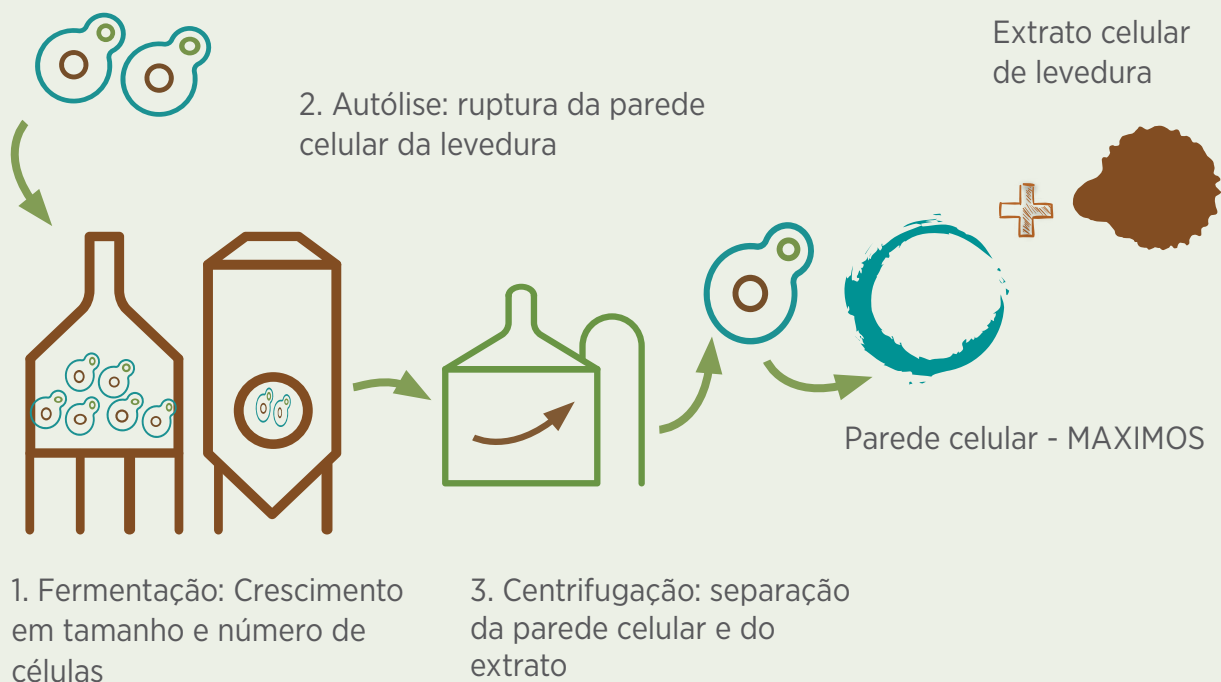 Extrato celular
de levedura
2. Autólise: ruptura da parede
celular da levedura
Parede celular - MAXIMOS
1. Fermentação: Crescimento
em tamanho e número de
células
3. Centrifugação: separação
da parede celular e do
extrato